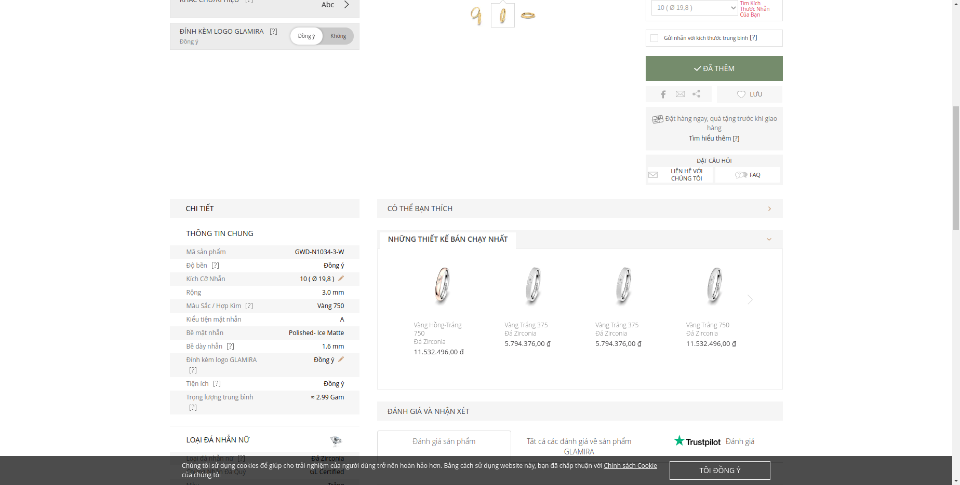 Abc
ĐÍNH KÈM LOGO GLAMIRA [?]
Đồng ý
Đồng ý
Không
10 ( Ø 19,8 )
Tìm Kích
Thước Nhẫn
Của Bạn
Gửi nhẫn với kích thước trung bình [?]
ĐÃ THÊM
LƯU
Đặt hàng ngay, quà tặng trước khi giao
hàng
Tìm hiểu thêm [?]
ĐẶT CÂU HỎI
LIÊN HỆ VỚI
CHÚNG TÔI
FAQ
CHI TIẾT
THÔNG TIN CHUNG
Mã sản phẩm GWD-N1034-3-W
Độ bền [?] Đồng ý
Kích Cỡ Nhẫn 10 ( Ø 19,8 )
Rộng 3.0 mm
Màu Sắc / Hợp Kim [?] Vàng 750
Kiểu tiện mặt nhẫn A
Bề mặt nhẫn Polished- Ice Matte
Bề dày nhẫn [?] 1,6 mm
Đính kèm logo GLAMIRA Đồng ý
[?]
Tiện ích [?] Đồng ý
Trọng lượng trung bình ≈ 2.99 Gam
[?]
LOẠI ĐÁ NHẪN NỮ
CÓ THỂ BẠN THÍCH
NHỮNG THIẾT KẾ BÁN CHẠY NHẤT
Vàng Hồng-Trắng
750
Đá Zirconia
11.532.496,00 ₫
Vàng Trắng 375
Đá Zirconia
5.794.376,00 ₫
Vàng Trắng 375
Đá Zirconia
5.794.376,00 ₫
Vàng Trắng 750
Đá Zirconia
11.532.496,00 ₫
ĐÁNH GIÁ VÀ NHẬN XÉT
Đánh giá sản phẩm
Tất cả các đánh giá về sản phẩm
GLAMIRA
Trustpilot Đánh giá
Chúng tôi sử dụng cookies để giúp cho trải nghiệm của người dùng trở nên hoàn hảo hơn. Bằng cách sử dụng website này, bạn đã chấp thuận với Chính sách Cookie
của chúng tôi.
TÔI ĐỒNG Ý